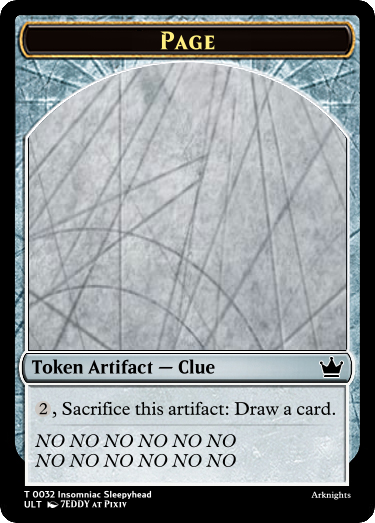 PAGE
Token Artifact — Clue
2, Sacrifice this artifact: Draw a card.
NO NO NO NO NO NO
NO NO NO NO NO NO
T 0032 Insomniac Sleepyhead
ULT 7EDDY AT PIXIV
Arknights